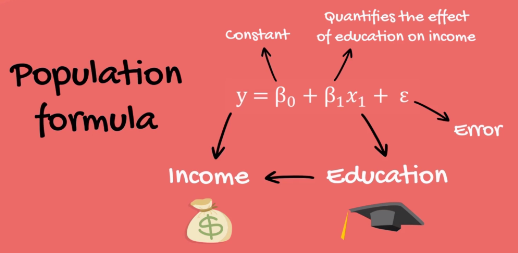 Quantifies the effect
Constant
of education on income
Population
formula
y = β₀ + β₁x₁ + ε
Error
Income
Education
$